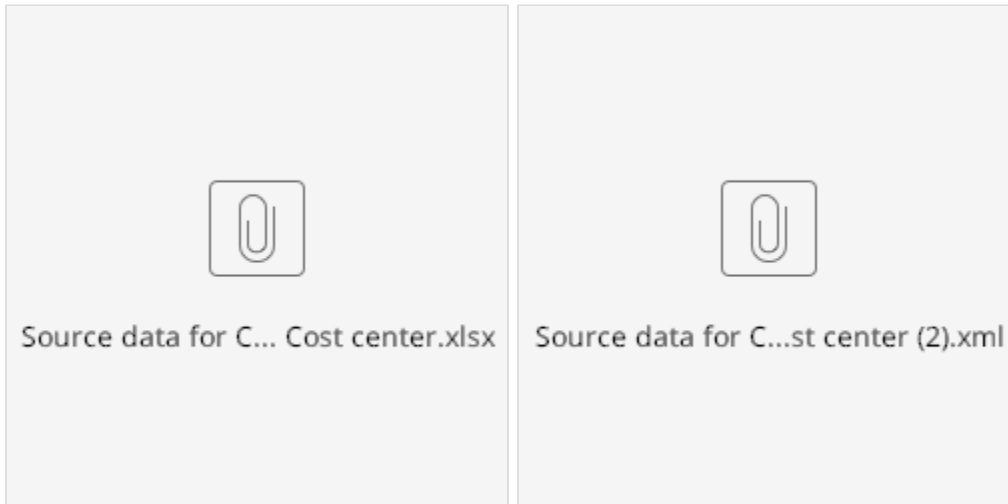 Source data for C... Cost center.xlsx
Source data for C...st center (2).xml